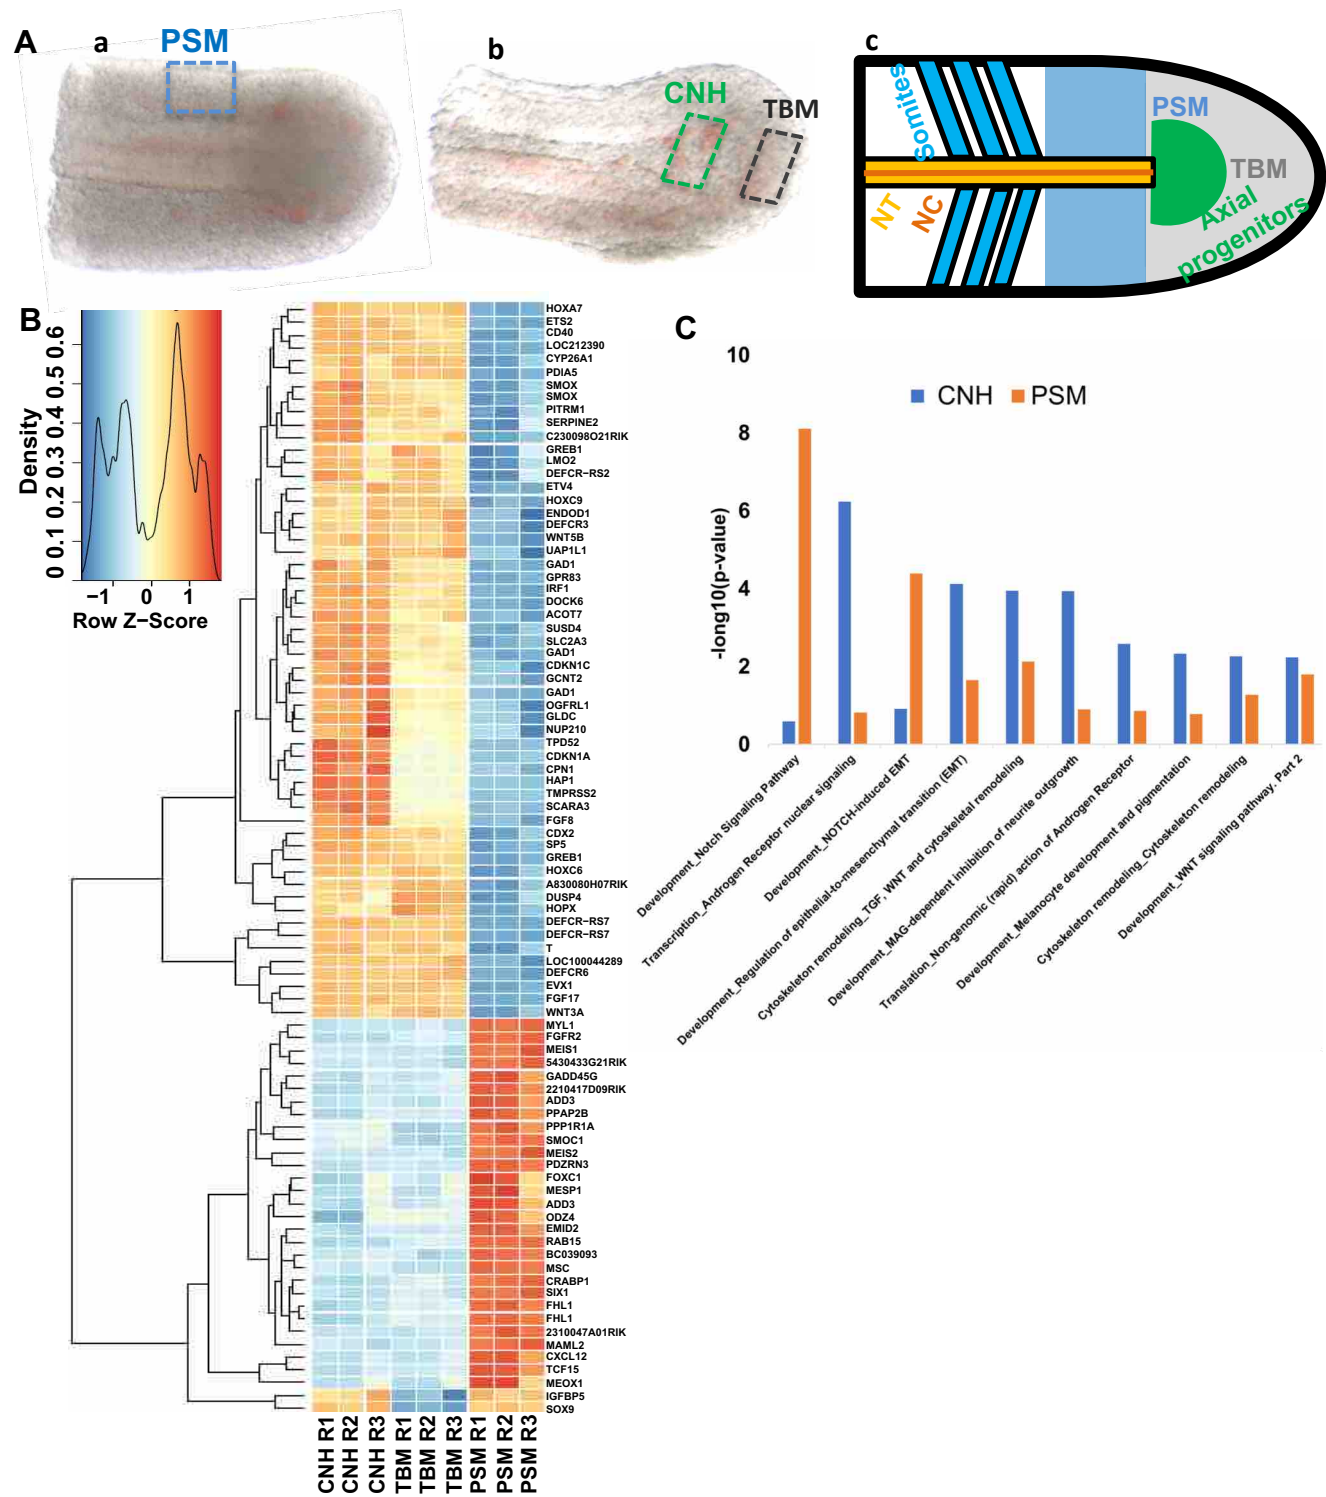 A
a
PSM
b
CNH
TBM
c
Somites
PSM
TBM
NT
NC
Axial
progenitors
B
Density
0 0.1 0.2 0.3 0.4 0.5 0.6
−1 0 1
Row Z−Score
HOXA7
ETS2
CD40
LOC212390
CYP26A1
PDIA5
SMOX
SMOX
PITRM1
SERPINE2
C230098O21RIK
GREB1
LMO2
DEFCR−RS2
ETV4
HOXC9
ENDOD1
DEFCR3
WNT5B
UAP1L1
GAD1
GPR83
IRF1
DOCK6
ACOT7
SUSD4
SLC2A3
GAD1
CDKN1C
GCNT2
GAD1
OGFRL1
GLDC
NUP210
TPD52
CDKN1A
CPN1
HAP1
TMPRSS2
SCARA3
FGF8
CDX2
SP5
GREB1
HOXC6
A830080H07RIK
DUSP4
HOPX
DEFCR−RS7
DEFCR−RS7
T
LOC100044289
DEFCR6
EVX1
FGF17
WNT3A
MYL1
FGFR2
MEIS1
5430433G21RIK
GADD45G
2210417D09RIK
ADD3
PPAP2B
PPP1R1A
SMOC1
MEIS2
PDZRN3
FOXC1
MESP1
ADD3
ODZ4
EMID2
RAB15
BC039093
MSC
CRABP1
SIX1
FHL1
FHL1
2310047A01RIK
MAML2
CXCL12
TCF15
MEOX1
IGFBP5
SOX9
CNH R1
CNH R2
CNH R3
TBM R1
TBM R2
TBM R3
PSM R1
PSM R2
PSM R3
C
CNH PSM
-long10(p-value)
10
8
6
4
2
0
Development_Notch Signaling Pathway
Transcription_Androgen Receptor nuclear signaling
Development_NOTCH-induced EMT
Development_Regulation of epithelial-to-mesenchymal transition (EMT)
Cytoskeleton remodeling_TGF, WNT and cytoskeletal remodeling
Development_MAG-dependent inhibition of neurite outgrowth
Translation_Non-genomic (rapid) action of Androgen Receptor
Development_Melanocyte development and pigmentation
Cytoskeleton remodeling_Cytoskeleton remodeling
Development_WNT signaling pathway. Part 2